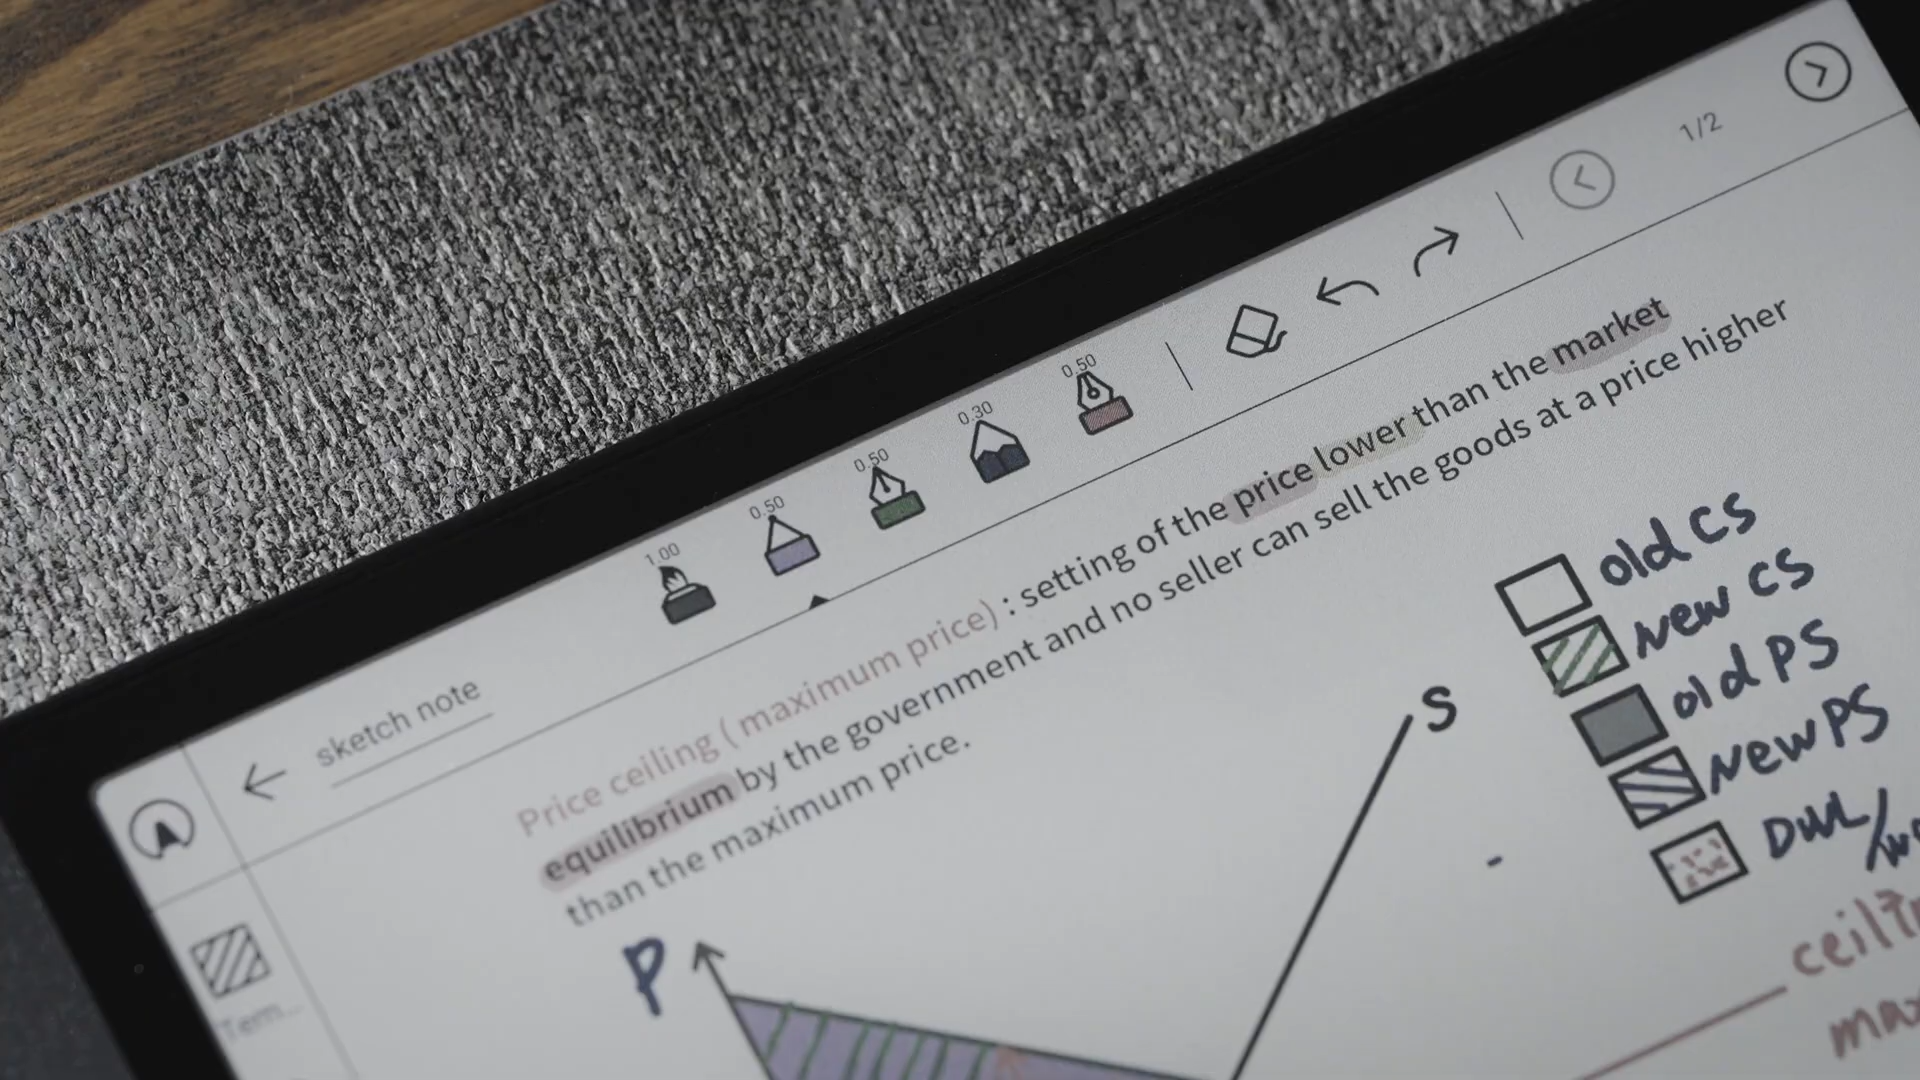 1/2
0.50
0.30
0.50
0.50
1.00
sketch note
Price ceiling ( maximum price) : setting of the price lower than the market
equilibrium by the government and no seller can sell the goods at a price higher
than the maximum price.
old CS
New CS
old PS
New PS
DWL/
S
P
Term...